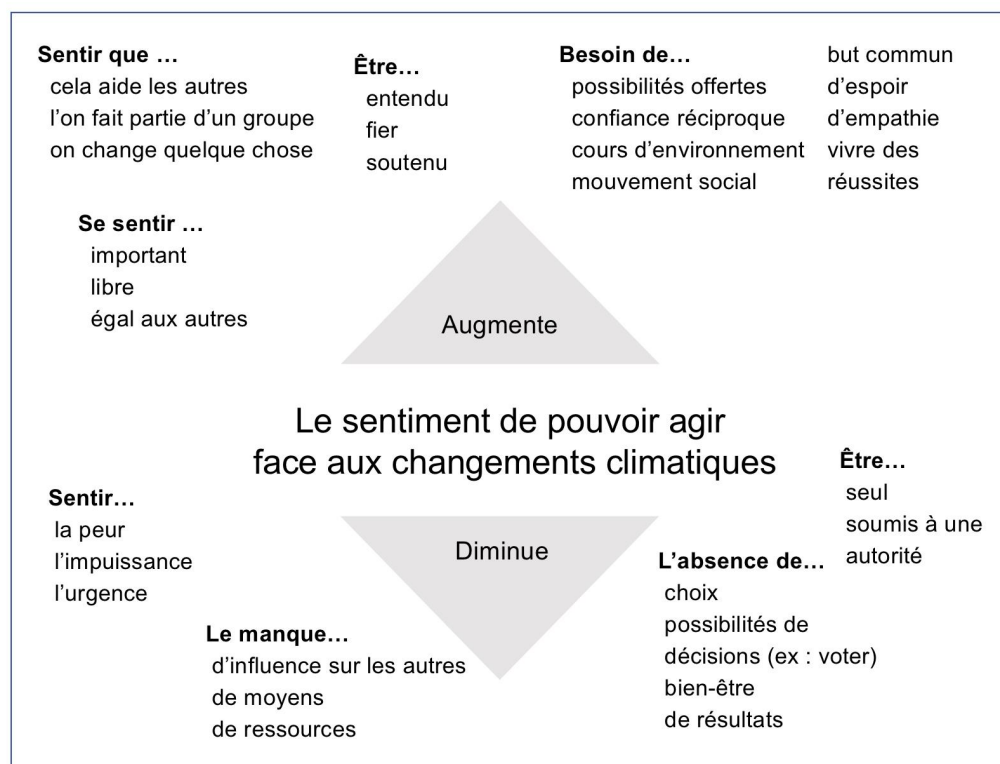 Sentir que …
cela aide les autres
l’on fait partie d’un groupe
on change quelque chose
Être…
entendu
fier
soutenu
Besoin de…
possibilités offertes
confiance réciproque
cours d’environnement
mouvement social
but commun
d’espoir
d’empathie
vivre des
réussites
Se sentir …
important
libre
égal aux autres
Augmente
Le sentiment de pouvoir agir
face aux changements climatiques
Sentir…
la peur
l’impuissance
l’urgence
Diminue
Être…
seul
soumis à une
autorité
L’absence de…
choix
possibilités de
décisions (ex : voter)
bien-être
de résultats
Le manque…
d’influence sur les autres
de moyens
de ressources